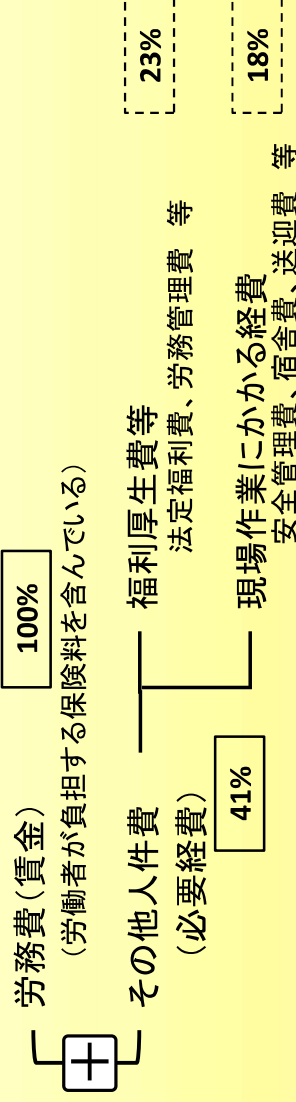 労務費(賃金) 100%
(労働者が負担する保険料を含んでいる)
+
その他人件費
(必要経費)
41%
福利厚生費等 23%
法定福利費、労務管理費 等
現場作業にかかる経費 18%
安全管理費、宿舎費、送迎費 等